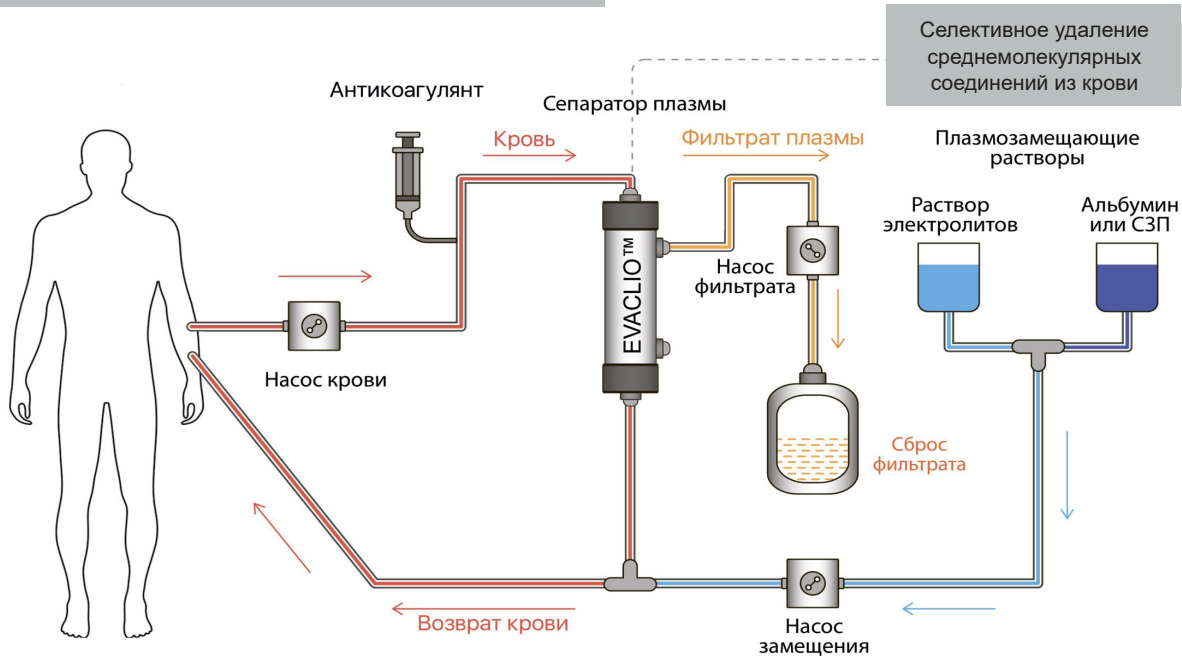 Селективное удаление
среднемолекулярных
соединений из крови
Антикоагулянт
Сепаратор плазмы
Кровь
Фильтрат плазмы
Плазмозамещающие
растворы
Раствор
электролитов
Альбумин
или СЗП
EVACLIO™
Насос
фильтрата
Насос крови
Сброс
фильтрата
Возврат крови
Насос
замещения